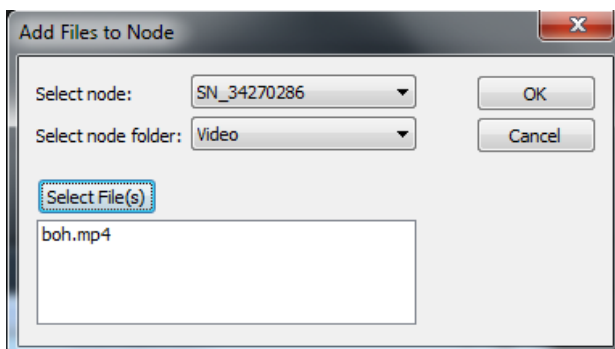 Add Files to Node
Select node: SN_34270286 OK
Select node folder: Video Cancel
Select File(s)
boh.mp4